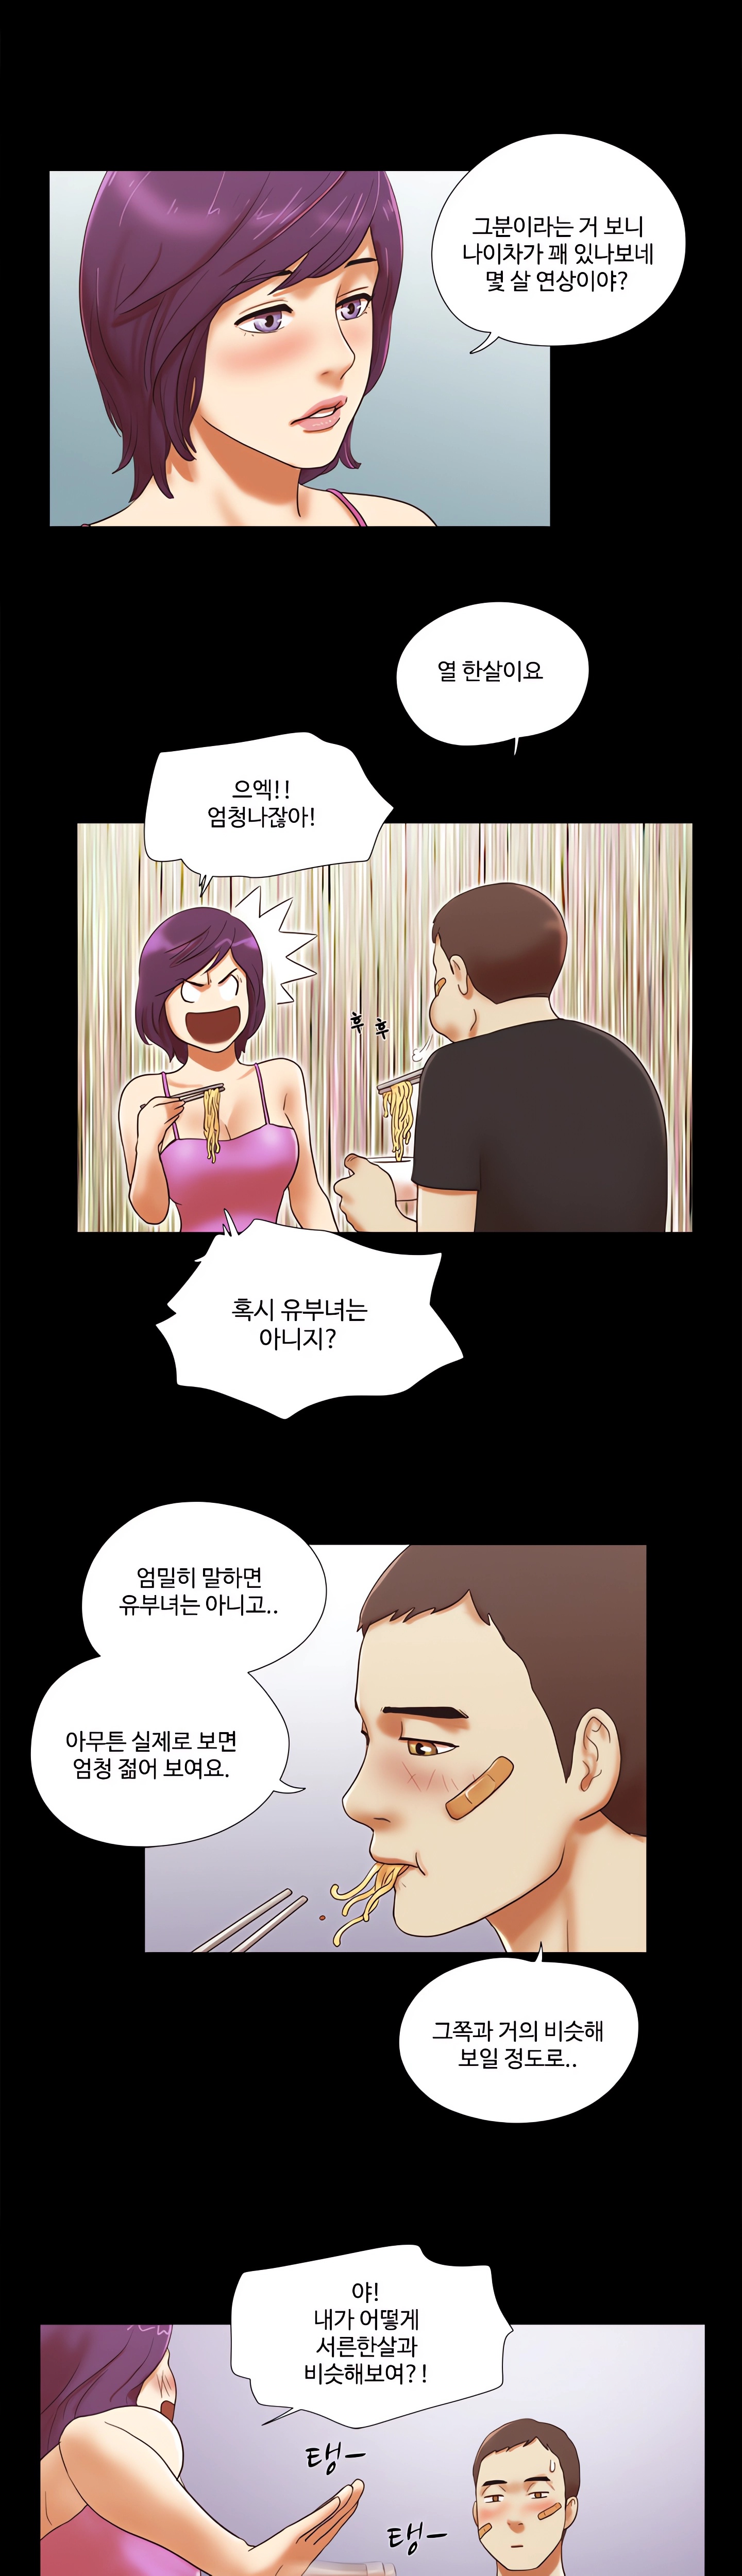 그분이라는 거 보니
나이차가 꽤 있나보네
몇 살 연상이야?
열 한살이요
으엑!!
엄청나잖아!
후 후
혹시 유부녀는
아니지?
엄밀히 말하면
유부녀는 아니고..
아무튼 실제로 보면
엄청 젊어 보여요.
그쪽과 거의 비슷해
보일 정도로..
야!
내가 어떻게
서른한살과
비슷해보여?!
탱-
탱-